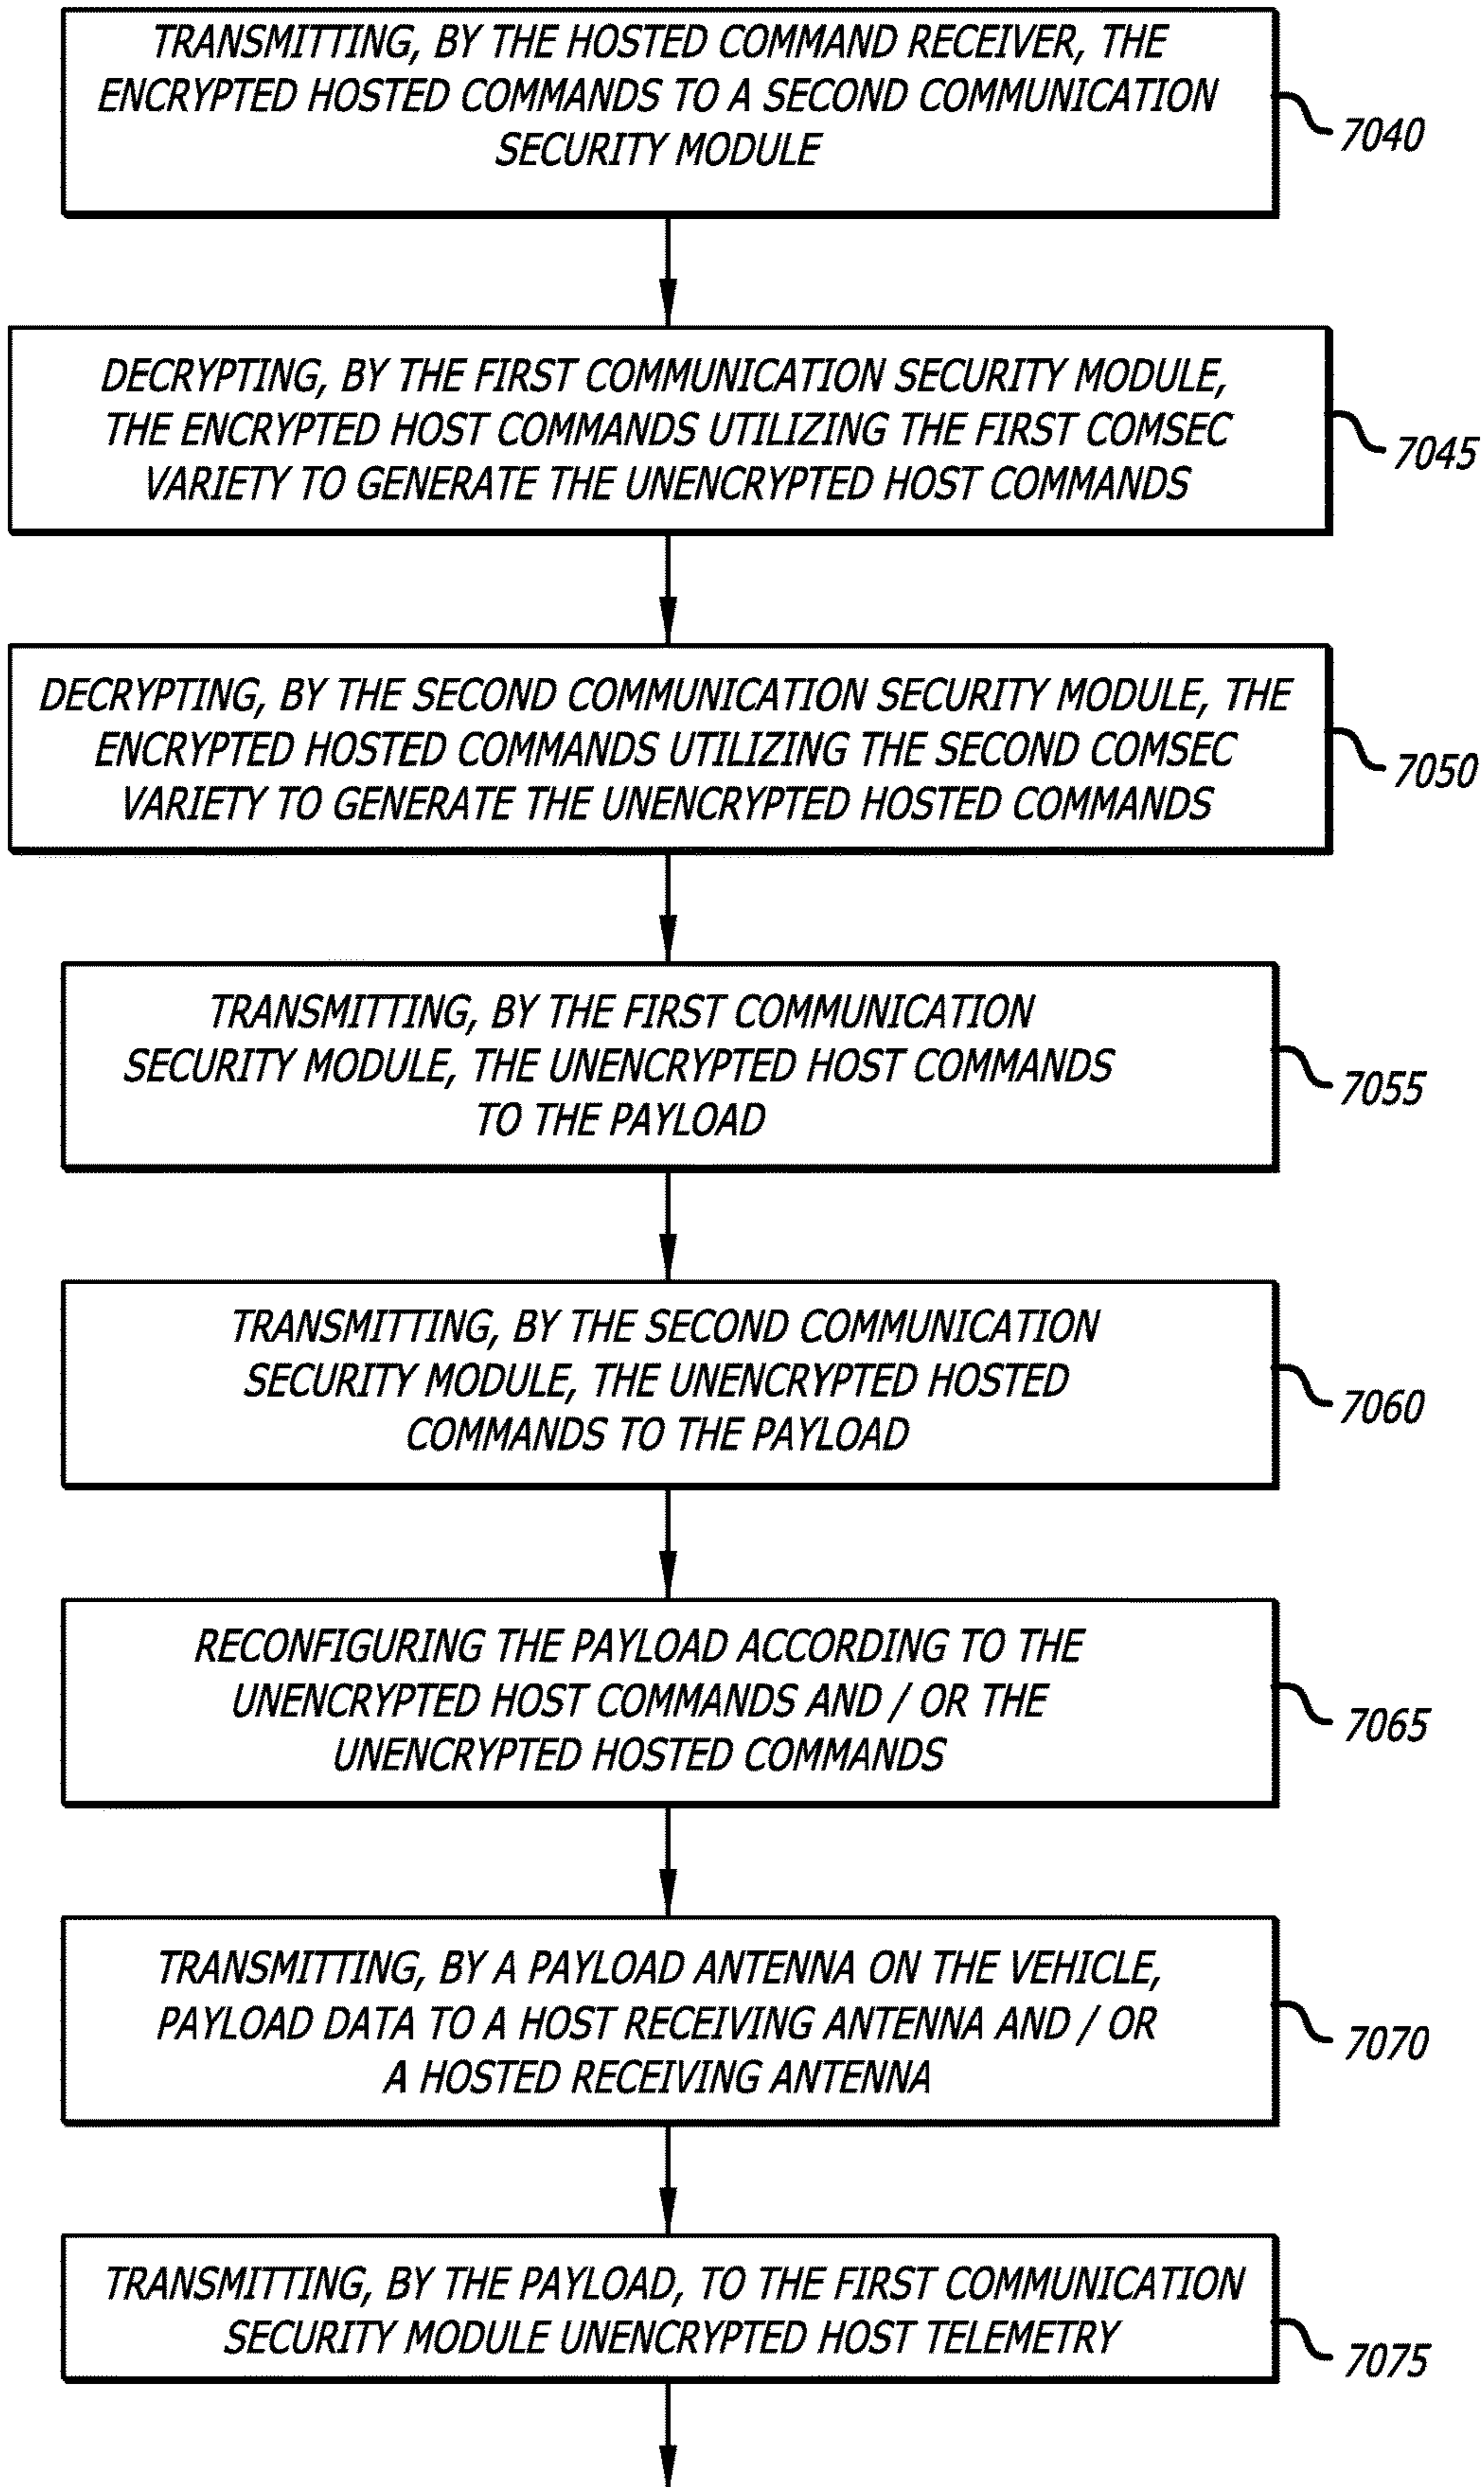 TRANSMITTING, BY THE HOSTED COMMAND RECEIVER, THE
ENCRYPTED HOSTED COMMANDS TO A SECOND COMMUNICATION
SECURITY MODULE
7040
DECRYPTING, BY THE FIRST COMMUNICATION SECURITY MODULE,
THE ENCRYPTED HOST COMMANDS UTILIZING THE FIRST COMSEC
VARIETY TO GENERATE THE UNENCRYPTED HOST COMMANDS
7045
DECRYPTING, BY THE SECOND COMMUNICATION SECURITY MODULE, THE
ENCRYPTED HOSTED COMMANDS UTILIZING THE SECOND COMSEC
VARIETY TO GENERATE THE UNENCRYPTED HOSTED COMMANDS
7050
TRANSMITTING, BY THE FIRST COMMUNICATION
SECURITY MODULE, THE UNENCRYPTED HOST COMMANDS
TO THE PAYLOAD
7055
TRANSMITTING, BY THE SECOND COMMUNICATION
SECURITY MODULE, THE UNENCRYPTED HOSTED
COMMANDS TO THE PAYLOAD
7060
RECONFIGURING THE PAYLOAD ACCORDING TO THE
UNENCRYPTED HOST COMMANDS AND / OR THE
UNENCRYPTED HOSTED COMMANDS
7065
TRANSMITTING, BY A PAYLOAD ANTENNA ON THE VEHICLE,
PAYLOAD DATA TO A HOST RECEIVING ANTENNA AND / OR
A HOSTED RECEIVING ANTENNA
7070
TRANSMITTING, BY THE PAYLOAD, TO THE FIRST COMMUNICATION
SECURITY MODULE UNENCRYPTED HOST TELEMETRY
7075